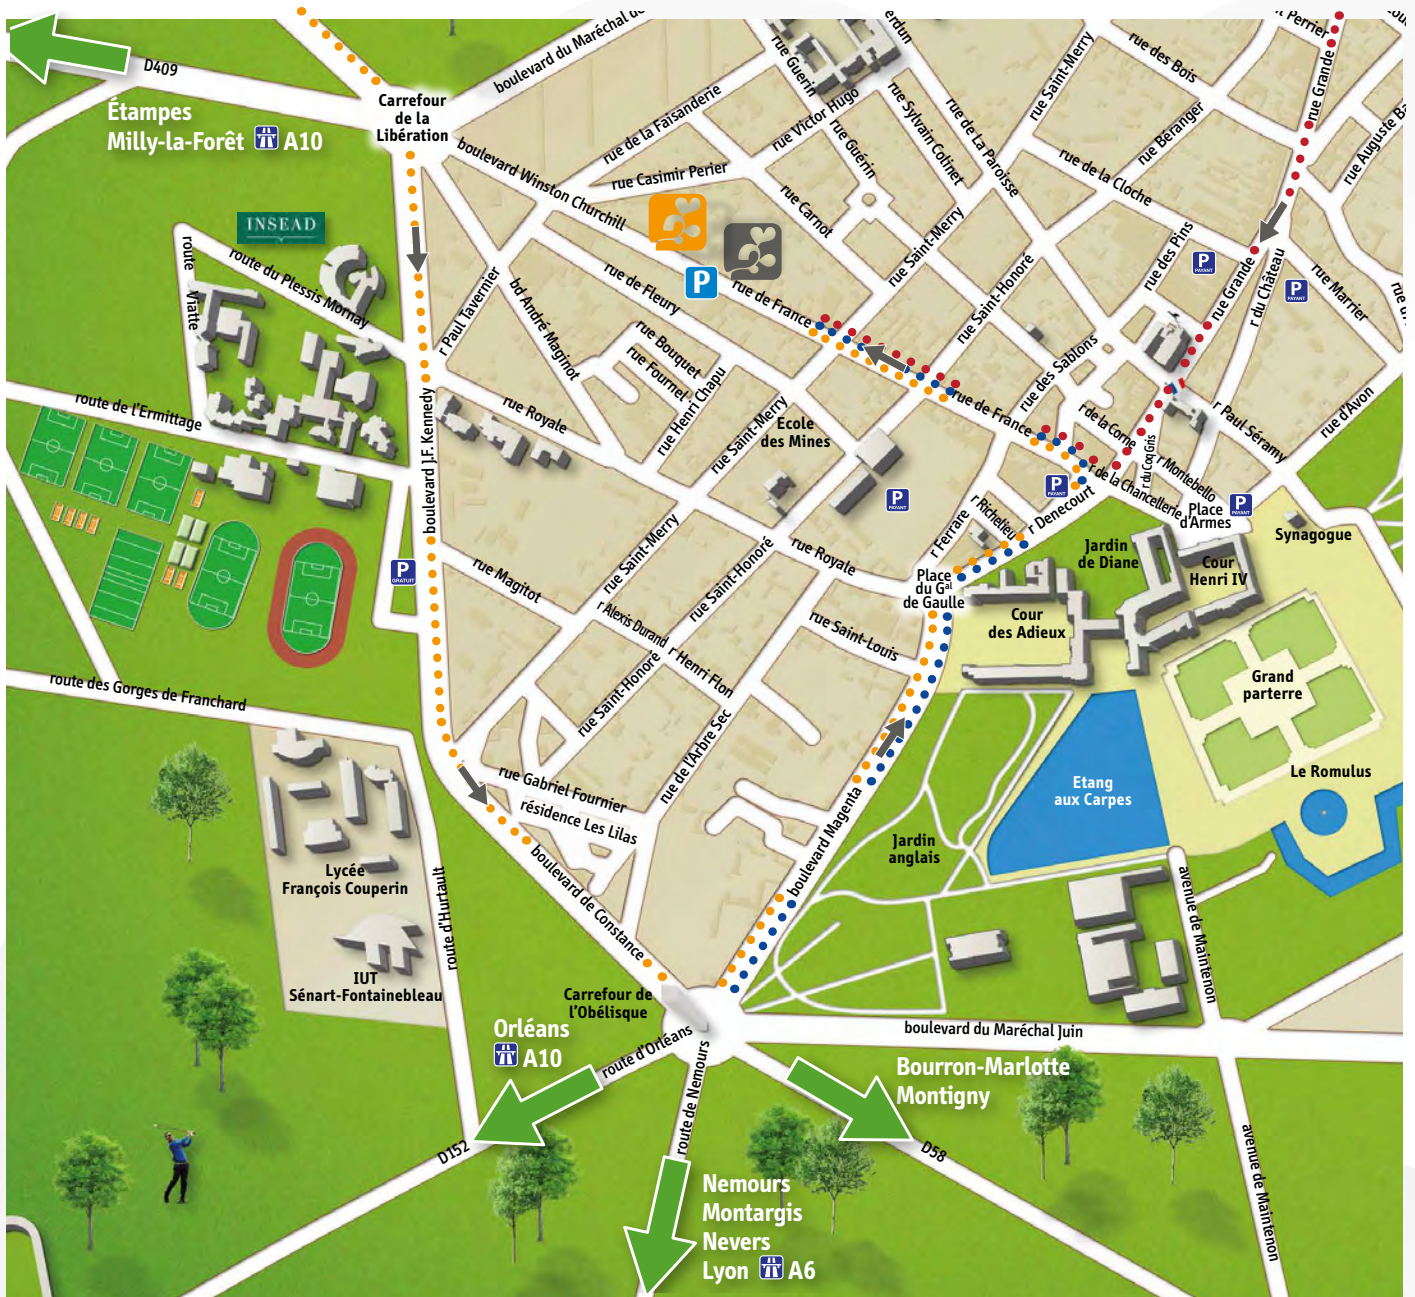 D409
Étampes
Milly-la-Forêt A10
Carrefour
de la
Libération
boulevard du Maréchal
rue Guerin
rue Victor Hugo
rue Guérin
rue Sylvain Colinet
rue de La Paroisse
rue Saint-Merry
rue des Bois
Perrier
rue Grande
rue Béranger
rue de la Cloche
rue Auguste
boulevard Winston Churchill
rue de la Faisanderie
rue Casimir Perier
rue Carnot
rue Saint-Merry
rue Saint-Honoré
rue des Pins
P
PAYANT
rue Grande
r du Château
P
PAYANT
rue Marrier
INSEAD
route
Viatte
route du Plessis Mornay
r Paul Tavernier
bd André Maginot
rue de Fleury
P
rue de France
rue Bouquet
rue Fournel
rue Henri Chapu
rue Saint-Merry
Ecole
des Mines
rue de France
rue des Sablons
r de la Corne
r du Coq Gris
r Montebello
r de la Chancellerie
r Paul Séramy
rue d'Avon
route de l'Ermittage
boulevard J.F. Kennedy
rue Royale
P
PAYANT
P
PAYANT
r Denecourt
r Richelieu
r Ferrare
Place
d'Armes
P
PAYANT
Synagogue
P
GRATUIT
rue Magitot
rue Saint-Merry
rue Saint-Honoré
rue Royale
Place
du Gal
de Gaulle
Jardin
de Diane
Cour
Henri IV
Cour
des Adieux
r Alexis Durand
r Henri Flon
rue Saint-Louis
rue Saint-Honoré
rue de l'Arbre Sec
Grand
parterre
route des Gorges de Franchard
rue Gabriel Fournier
résidence Les Lilas
Etang
aux Carpes
Le Romulus
Jardin
anglais
boulevard Magenta
Lycée
François Couperin
route d'Hurtault
boulevard de Constance
avenue de Maintenon
IUT
Sénart-Fontainebleau
Carrefour de
l'Obélisque
boulevard du Maréchal Juin
Orléans
A10
route d'Orléans
route de Nemours
Bourron-Marlotte
Montigny
D152
D58
avenue de Maintenon
Nemours
Montargis
Nevers
Lyon A6